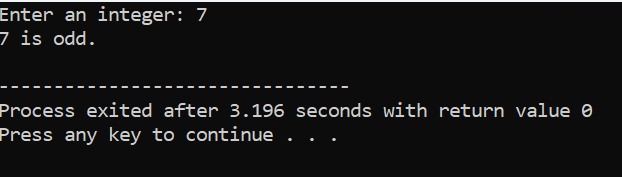 Enter an integer: 7
7 is odd.
--------------------------------
Process exited after 3.196 seconds with return value 0
Press any key to continue . . .